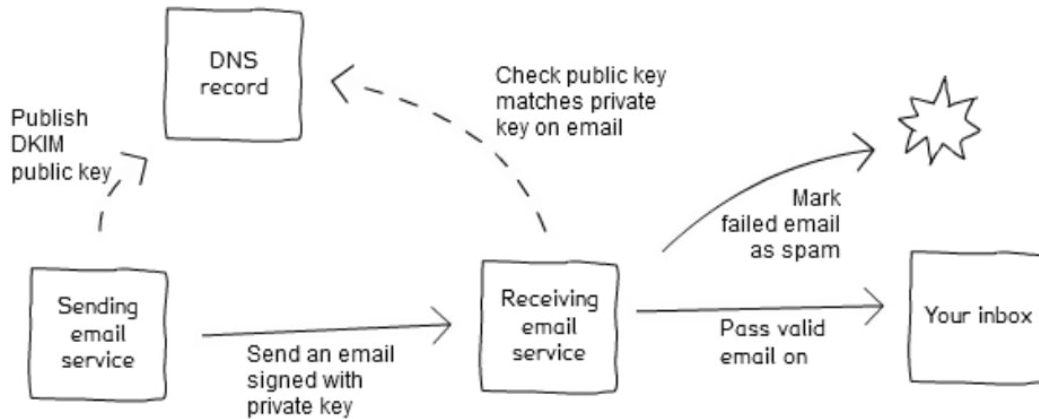 DNS
record
Publish
DKIM
public key
Check public key
matches private
key on email
Mark
failed email
as spam
Sending
email
service
Send an email
signed with
private key
Receiving
email
service
Pass valid
email on
Your inbox